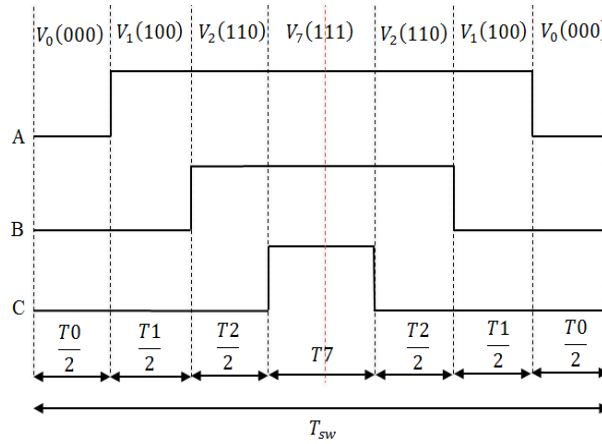 V₀(000) V₁(100) V₂(110) V₇(111) V₂(110) V₁(100) V₀(000)
A
B
C
T0/2 T1/2 T2/2 T7 T2/2 T1/2 T0/2
Tsw